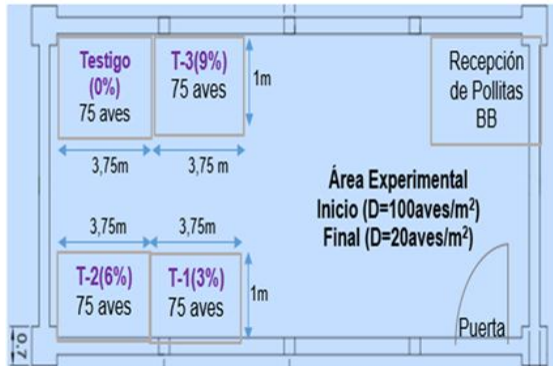 Testigo
(0%)
75 aves
T-3(9%)
75 aves
1m
Recepción
de Pollitas
BB
3,75m
3,75 m
Área Experimental
Inicio (D=100aves/m²)
Final (D=20aves/m²)
3,75m
3,75m
T-2(6%)
75 aves
T-1(3%)
75 aves
1m
Puerta
0.7